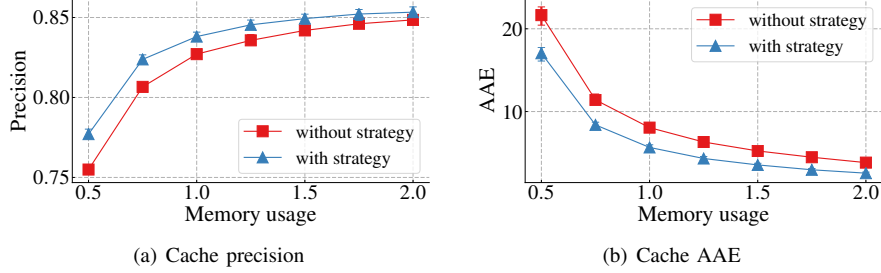 0.85
0.80
0.75
Precision
without strategy
with strategy
0.5 1.0 1.5 2.0
Memory usage
(a) Cache precision
20
10
AAE
without strategy
with strategy
0.5 1.0 1.5 2.0
Memory usage
(b) Cache AAE